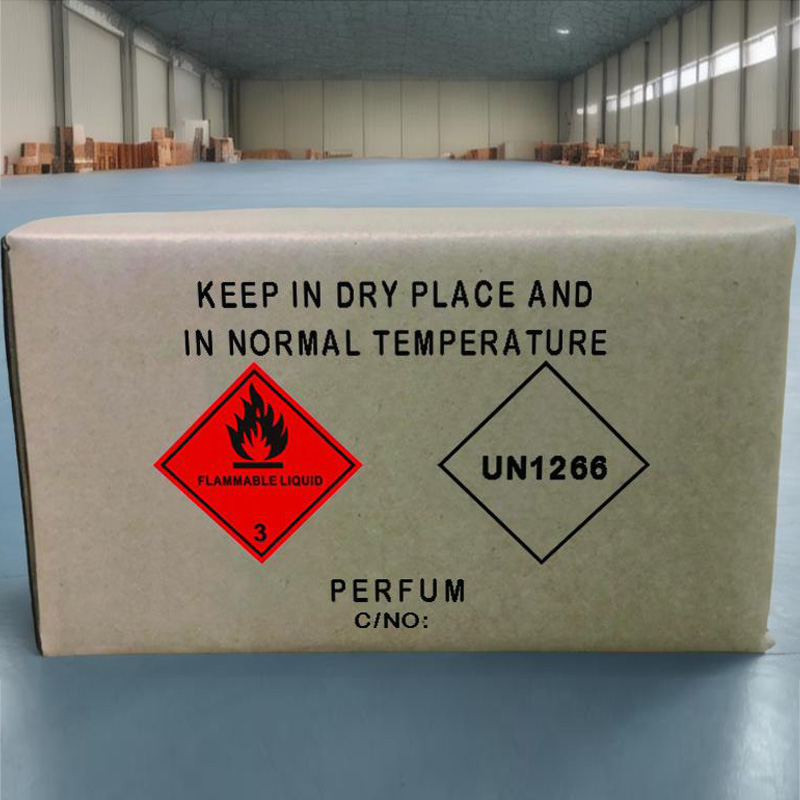 KEEP IN DRY PLACE AND
IN NORMAL TEMPERATURE
FLAMMABLE LIQUID
3
UN1266
PERFUM
C/NO: